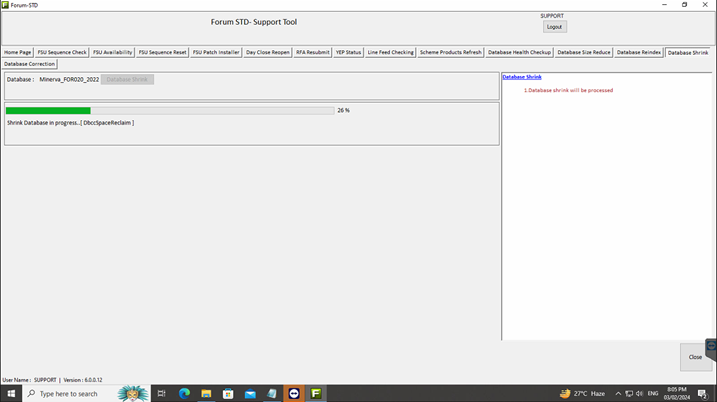 Forum-STD
Forum STD- Support Tool
SUPPORT
Logout
Home Page FSU Sequence Check FSU Availability FSU Sequence Reset FSU Patch Installer Day Close Reopen RFA Resubmit YEP Status Line Feed Checking Scheme Products Refresh Database Health Checkup Database Size Reduce Database Reindex Database Shrink
Database Correction
Database : Minerva_FOR020_2022 Database Shrink
26 %
Shrink Database in progress..[ DbccSpaceReclaim ]
Database Shrink
1.Database shrink will be processed
Close
User Name : SUPPORT | Version : 6.0.0.12
Type here to search
27°C Haze
ENG
8:05 PM
03/02/2024